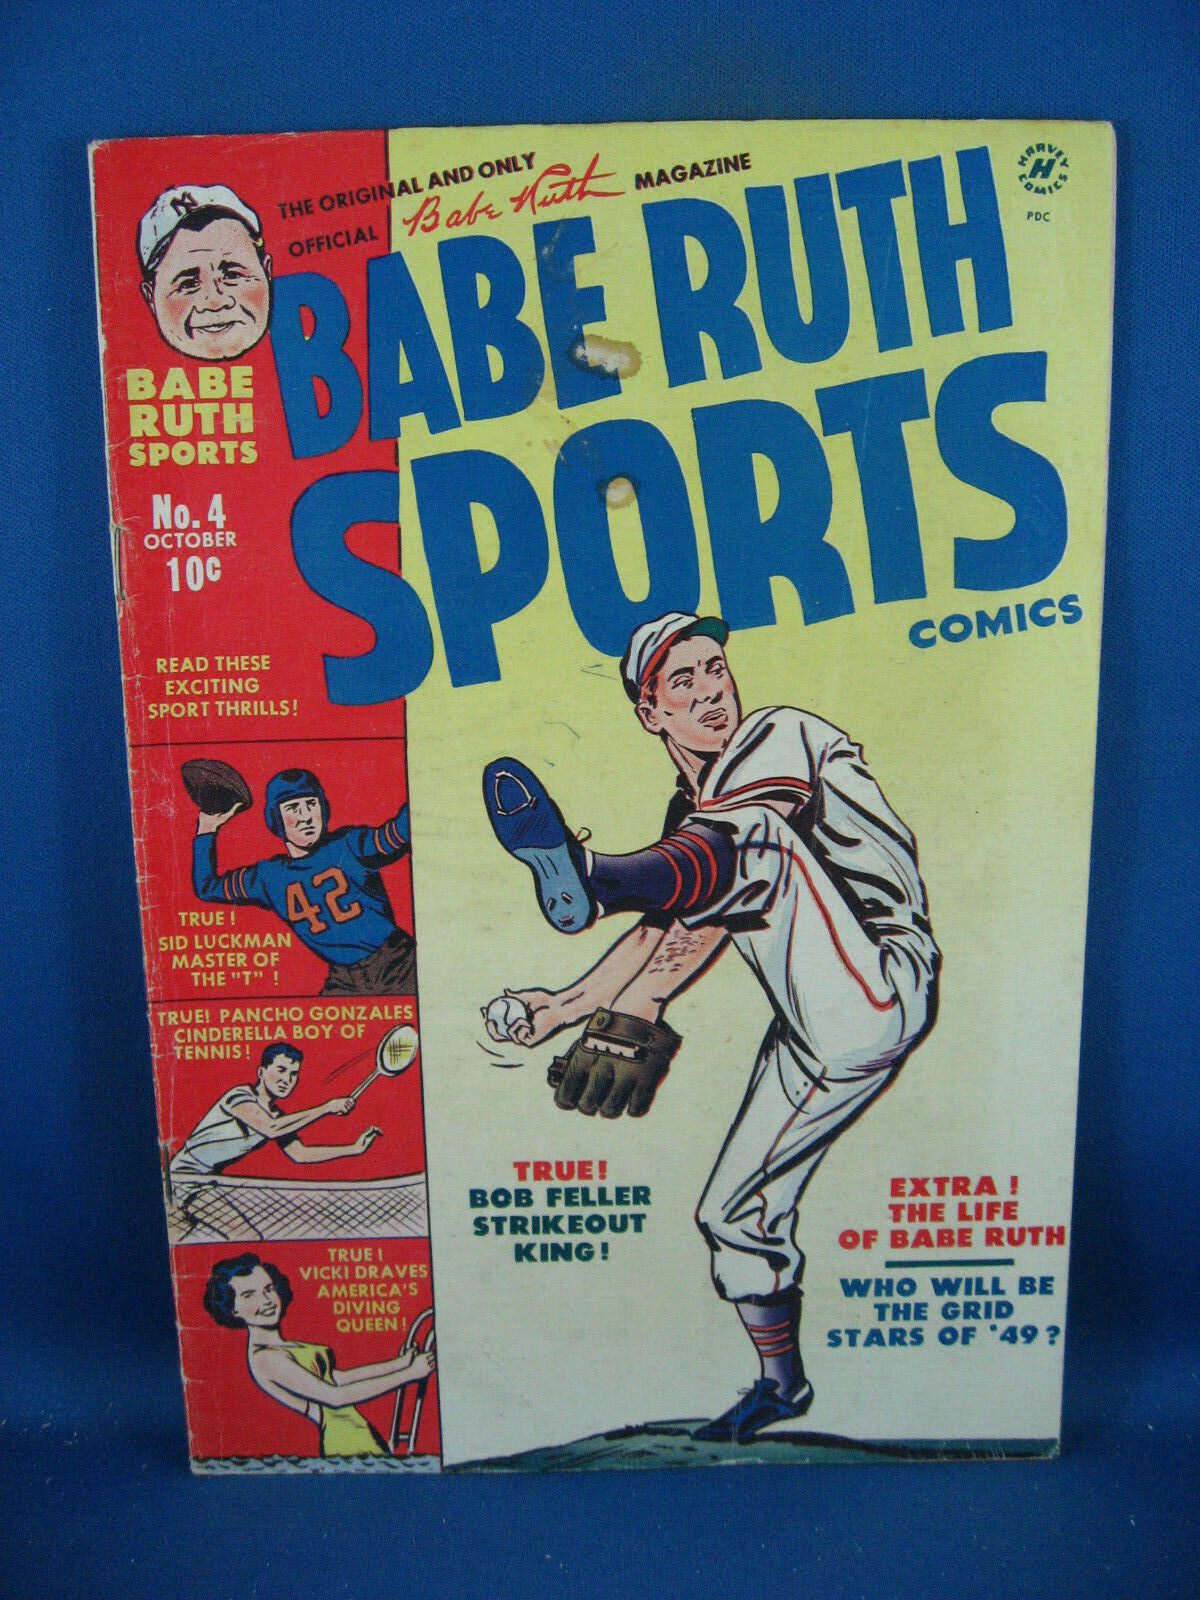 THE ORIGINAL AND ONLY
OFFICIAL Babe Ruth MAGAZINE
HARVEY
H
COMICS
PDC
NY
BABE RUTH
SPORTS
COMICS
BABE
RUTH
SPORTS
No. 4
OCTOBER
10c
READ THESE
EXCITING
SPORT THRILLS!
42
TRUE!
SID LUCKMAN
MASTER OF
THE "T"!
TRUE! PANCHO GONZALES
CINDERELLA BOY OF
TENNIS!
TRUE!
VICKI DRAVES
AMERICA'S
DIVING
QUEEN!
TRUE!
BOB FELLER
STRIKEOUT
KING!
EXTRA!
THE LIFE
OF BABE RUTH
WHO WILL BE
THE GRID
STARS OF '49?